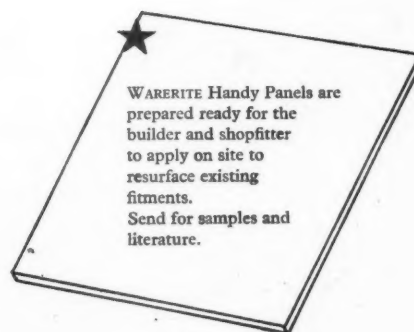 WARERITE Handy Panels are
prepared ready for the
builder and shopfitter
to apply on site to
resurface existing
fitments.
Send for samples and
literature.